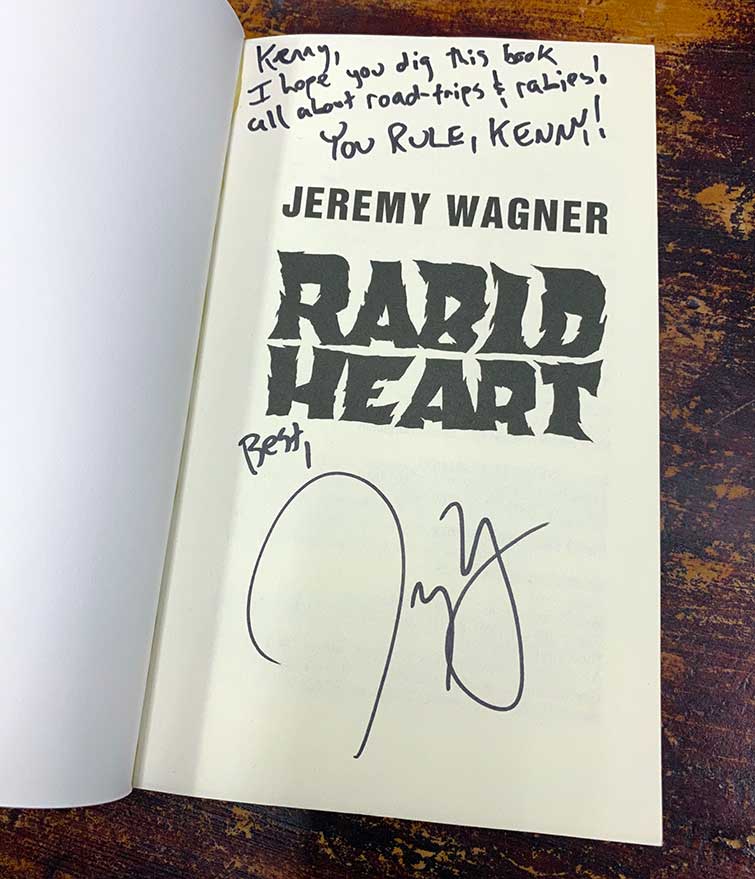 Kenny,
I hope you dig this book
all about road-trips & rabies!
YOU RULE, KENNY!
JEREMY WAGNER
RABID
HEART
Best,